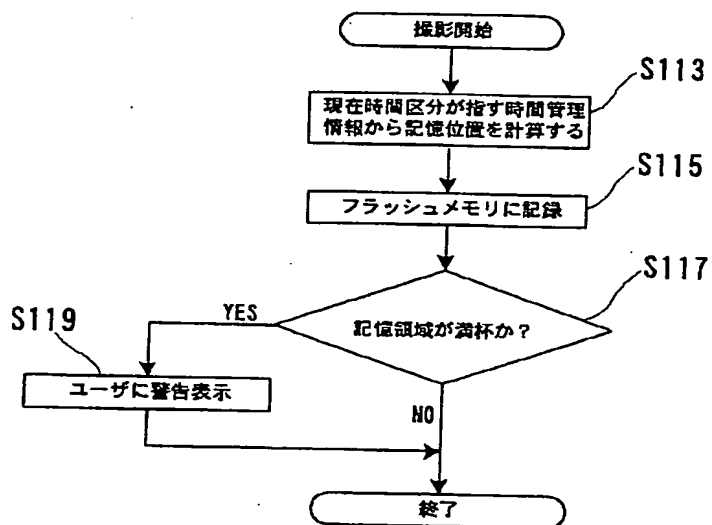 撮影開始
S113
現在時間区分が指す時間管理
情報から記憶位置を計算する
S115
フラッシュメモリに記録
S117
記憶領域が満杯か？
YES
S119
ユーザに警告表示
NO
終了